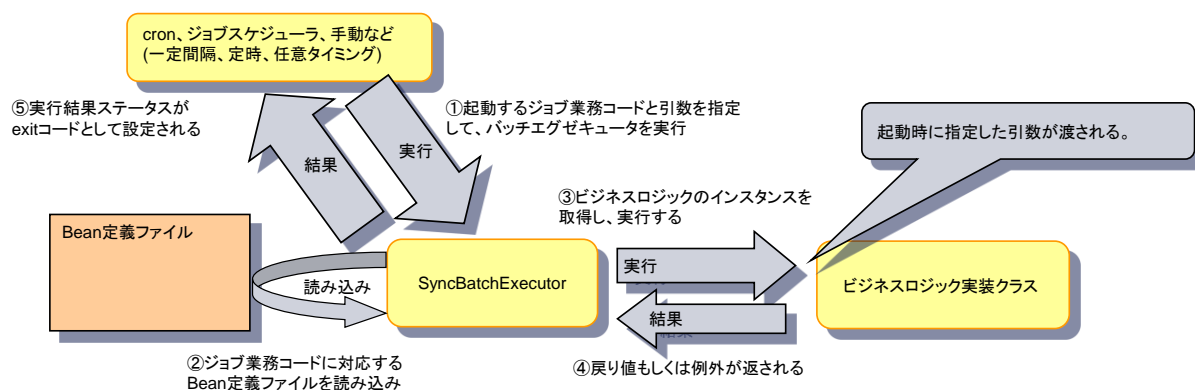 cron、ジョブスケジューラ、手動など
(一定間隔、定時、任意タイミング)
⑤実行結果ステータスが
exitコードとして設定される
①起動するジョブ業務コードと引数を指定
して、バッチエグゼキュータを実行
起動時に指定した引数が渡される。
結果
実行
③ビジネスロジックのインスタンスを
取得し、実行する
Bean定義ファイル
読み込み
SyncBatchExecutor
実行
結果
ビジネスロジック実装クラス
②ジョブ業務コードに対応する
Bean定義ファイルを読み込み
④戻り値もしくは例外が返される